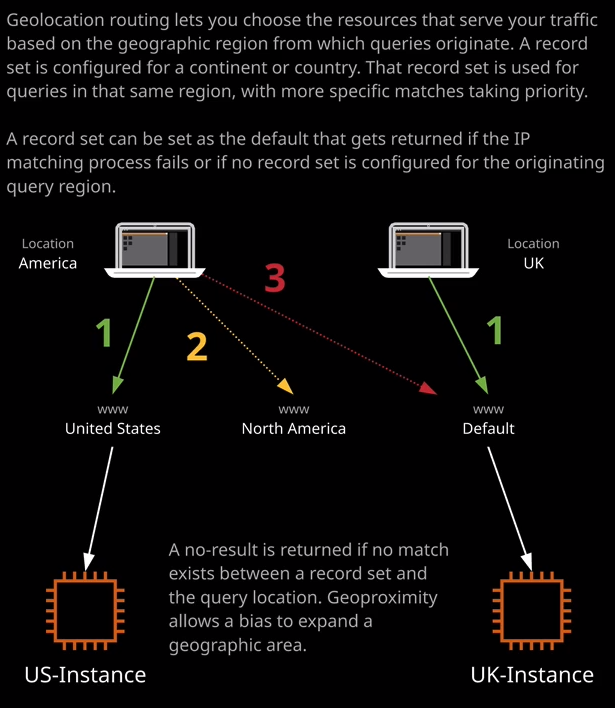 Geolocation routing lets you choose the resources that serve your traffic
based on the geographic region from which queries originate. A record
set is configured for a continent or country. That record set is used for
queries in that same region, with more specific matches taking priority.
A record set can be set as the default that gets returned if the IP
matching process fails or if no record set is configured for the originating
query region.
Location
America
Location
UK
3
1
2
1
www
United States
www
North America
www
Default
A no-result is returned if no match
exists between a record set and
the query location. Geoproximity
allows a bias to expand a
geographic area.
US-Instance
UK-Instance